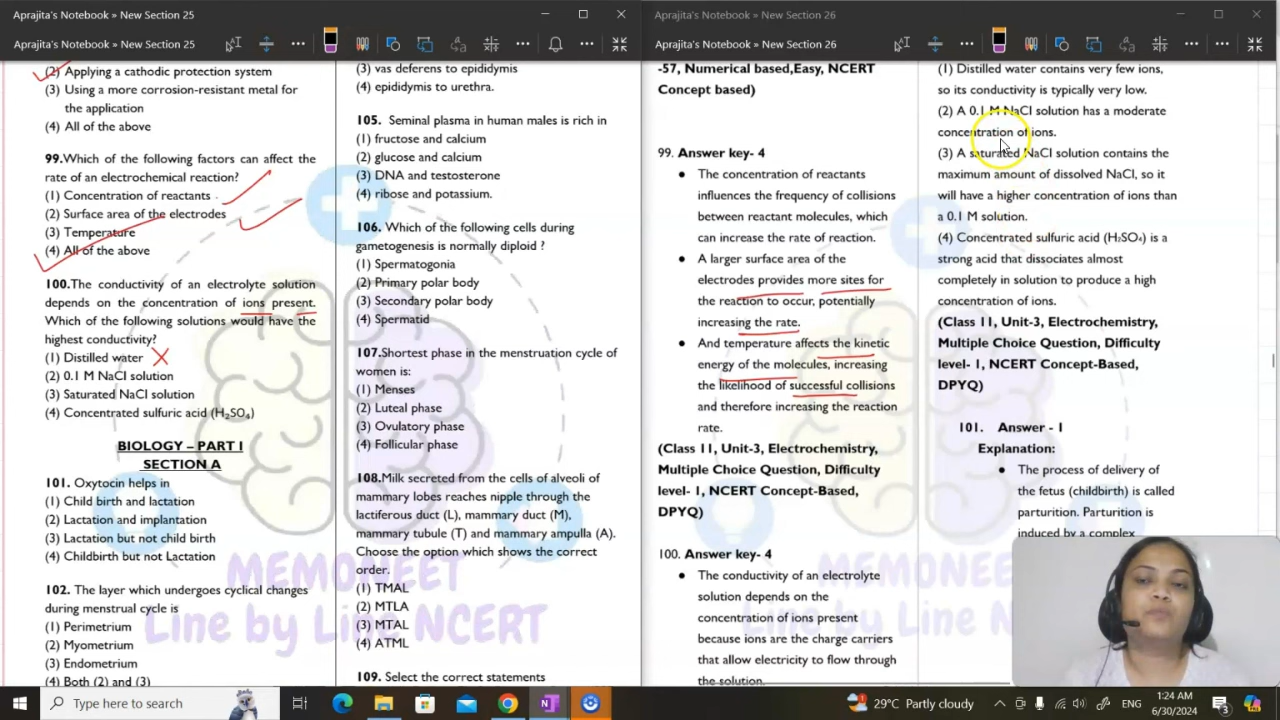 Aprajita's Notebook » New Section 25
Aprajita's Notebook » New Section 25
(2) Applying a cathodic protection system
(3) Using a more corrosion-resistant metal for
the application
(4) All of the above
99.Which of the following factors can affect the
rate of an electrochemical reaction?
(1) Concentration of reactants
(2) Surface area of the electrodes
(3) Temperature
(4) All of the above
100.The conductivity of an electrolyte solution
depends on the concentration of ions present.
Which of the following solutions would have the
highest conductivity?
(1) Distilled water
(2) 0.1 M NaCl solution
(3) Saturated NaCl solution
(4) Concentrated sulfuric acid (H₂SO₄)
BIOLOGY – PART I
SECTION A
101. Oxytocin helps in
(1) Child birth and lactation
(2) Lactation and implantation
(3) Lactation but not child birth
(4) Childbirth but not Lactation
102. The layer which undergoes cyclical changes
during menstrual cycle is
(1) Perimetrium
(2) Myometrium
(3) Endometrium
(4) Both (2) and (3)
(3) vas deferens to epididymis
(4) epididymis to urethra.
105. Seminal plasma in human males is rich in
(1) fructose and calcium
(2) glucose and calcium
(3) DNA and testosterone
(4) ribose and potassium.
106. Which of the following cells during
gametogenesis is normally diploid ?
(1) Spermatogonia
(2) Primary polar body
(3) Secondary polar body
(4) Spermatid
107.Shortest phase in the menstruation cycle of
women is:
(1) Menses
(2) Luteal phase
(3) Ovulatory phase
(4) Follicular phase
108.Milk secreted from the cells of alveoli of
mammary lobes reaches nipple through the
lactiferous duct (L), mammary duct (M),
mammary tubule (T) and mammary ampulla (A).
Choose the option which shows the correct
order.
(1) TMAL
(2) MTLA
(3) MTAL
(4) ATML
109. Select the correct statements
MEMONEET
Line by Line NCERT
Aprajita's Notebook » New Section 26
Aprajita's Notebook » New Section 26
-57, Numerical based,Easy, NCERT
Concept based)
99. Answer key- 4
• The concentration of reactants
influences the frequency of collisions
between reactant molecules, which
can increase the rate of reaction.
• A larger surface area of the
electrodes provides more sites for
the reaction to occur, potentially
increasing the rate.
• And temperature affects the kinetic
energy of the molecules, increasing
the likelihood of successful collisions
and therefore increasing the reaction
rate.
(Class 11, Unit-3, Electrochemistry,
Multiple Choice Question, Difficulty
level- 1, NCERT Concept-Based,
DPYQ)
100. Answer key- 4
• The conductivity of an electrolyte
solution depends on the
concentration of ions present
because ions are the charge carriers
that allow electricity to flow through
the solution.
(1) Distilled water contains very few ions,
so its conductivity is typically very low.
(2) A 0.1 M NaCl solution has a moderate
concentration of ions.
(3) A saturated NaCl solution contains the
maximum amount of dissolved NaCl, so it
will have a higher concentration of ions than
a 0.1 M solution.
(4) Concentrated sulfuric acid (H₂SO₄) is a
strong acid that dissociates almost
completely in solution to produce a high
concentration of ions.
(Class 11, Unit-3, Electrochemistry,
Multiple Choice Question, Difficulty
level- 1, NCERT Concept-Based,
DPYQ)
101. Answer - 1
Explanation:
• The process of delivery of
the fetus (childbirth) is called
parturition. Parturition is
induced by a complex
MEMONEET
Line by Line
Type here to search
29°C Partly cloudy
ENG
1:24 AM
6/30/2024
3